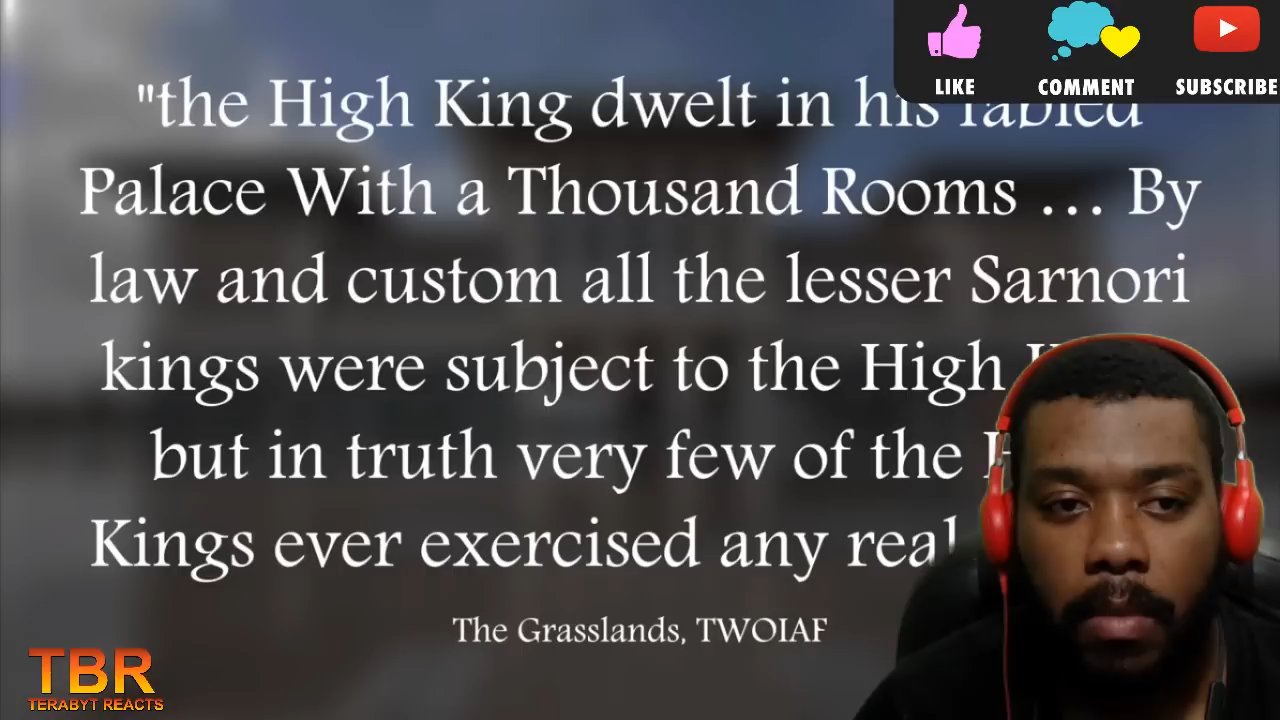 "the High King dwelt in his fabled
Palace With a Thousand Rooms … By
law and custom all the lesser Sarnori
kings were subject to the High
but in truth very few of the
Kings ever exercised any real
The Grasslands, TWOIAF
LIKE
COMMENT
SUBSCRIBE
TBR
TERABYT REACTS